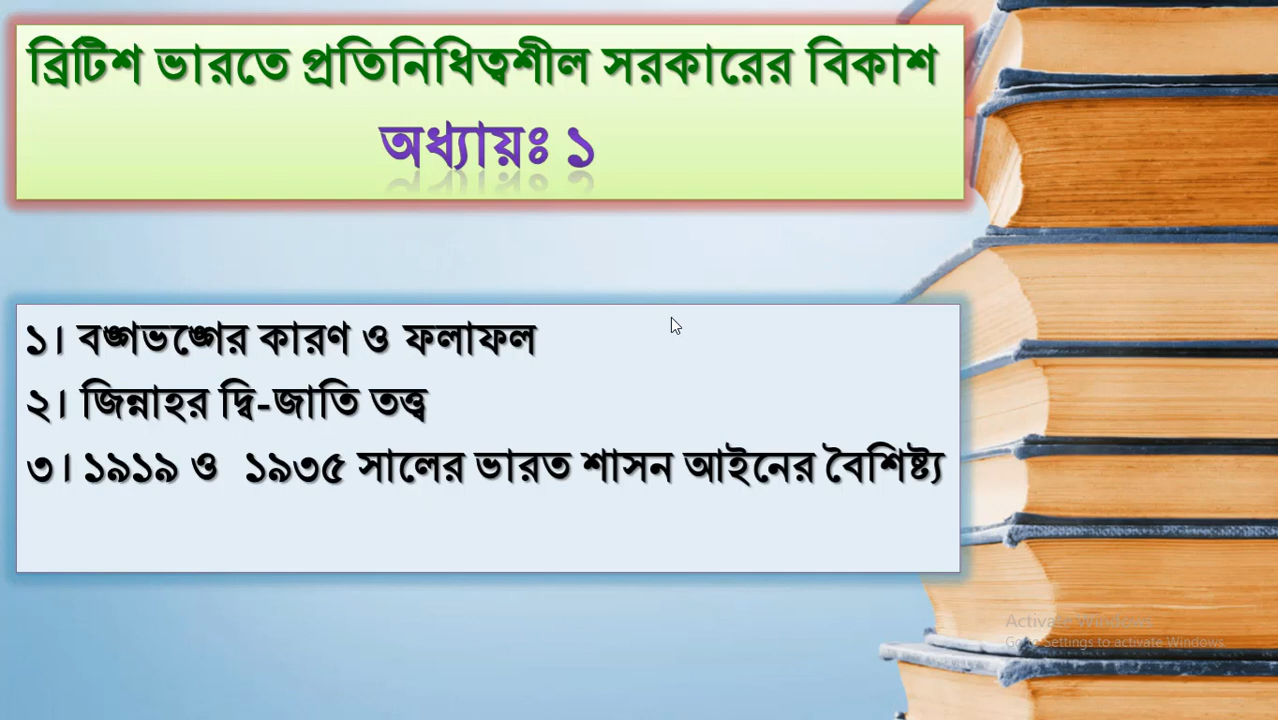 ব্রিটিশ ভারতে প্রতিনিধিত্বশীল সরকারের বিকাশ
অধ্যায়ঃ ১
১। বঙ্গভঙ্গের কারণ ও ফলাফল
২। জিন্নাহর দ্বি-জাতি তত্ত্ব
৩। ১৯১৯ ও ১৯৩৫ সালের ভারত শাসন আইনের বৈশিষ্ট্য
Activate Windows
Go to Settings to activate Windows.